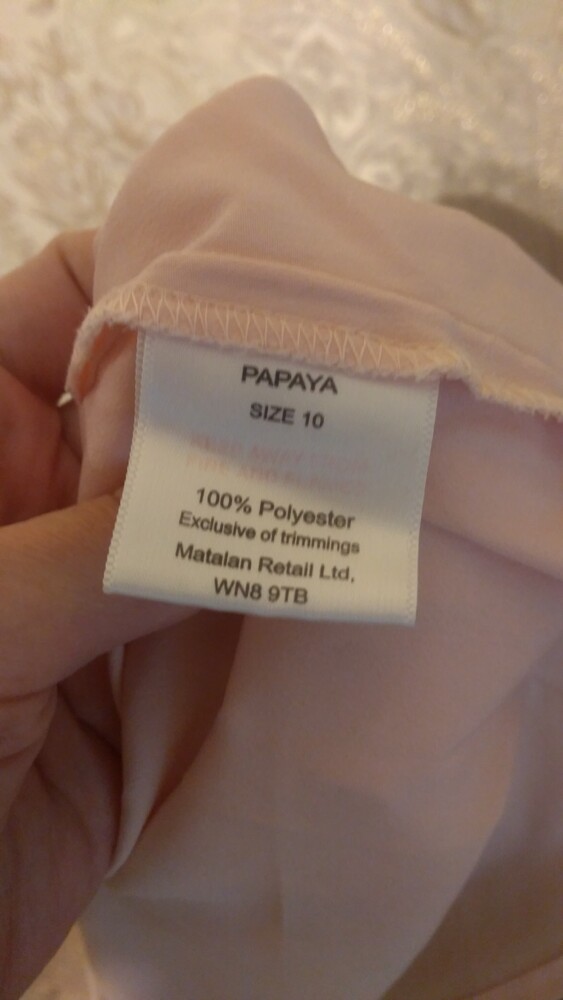 PAPAYA
SIZE 10
100% Polyester
Exclusive of trimmings
Matalan Retail Ltd,
WN8 9TB